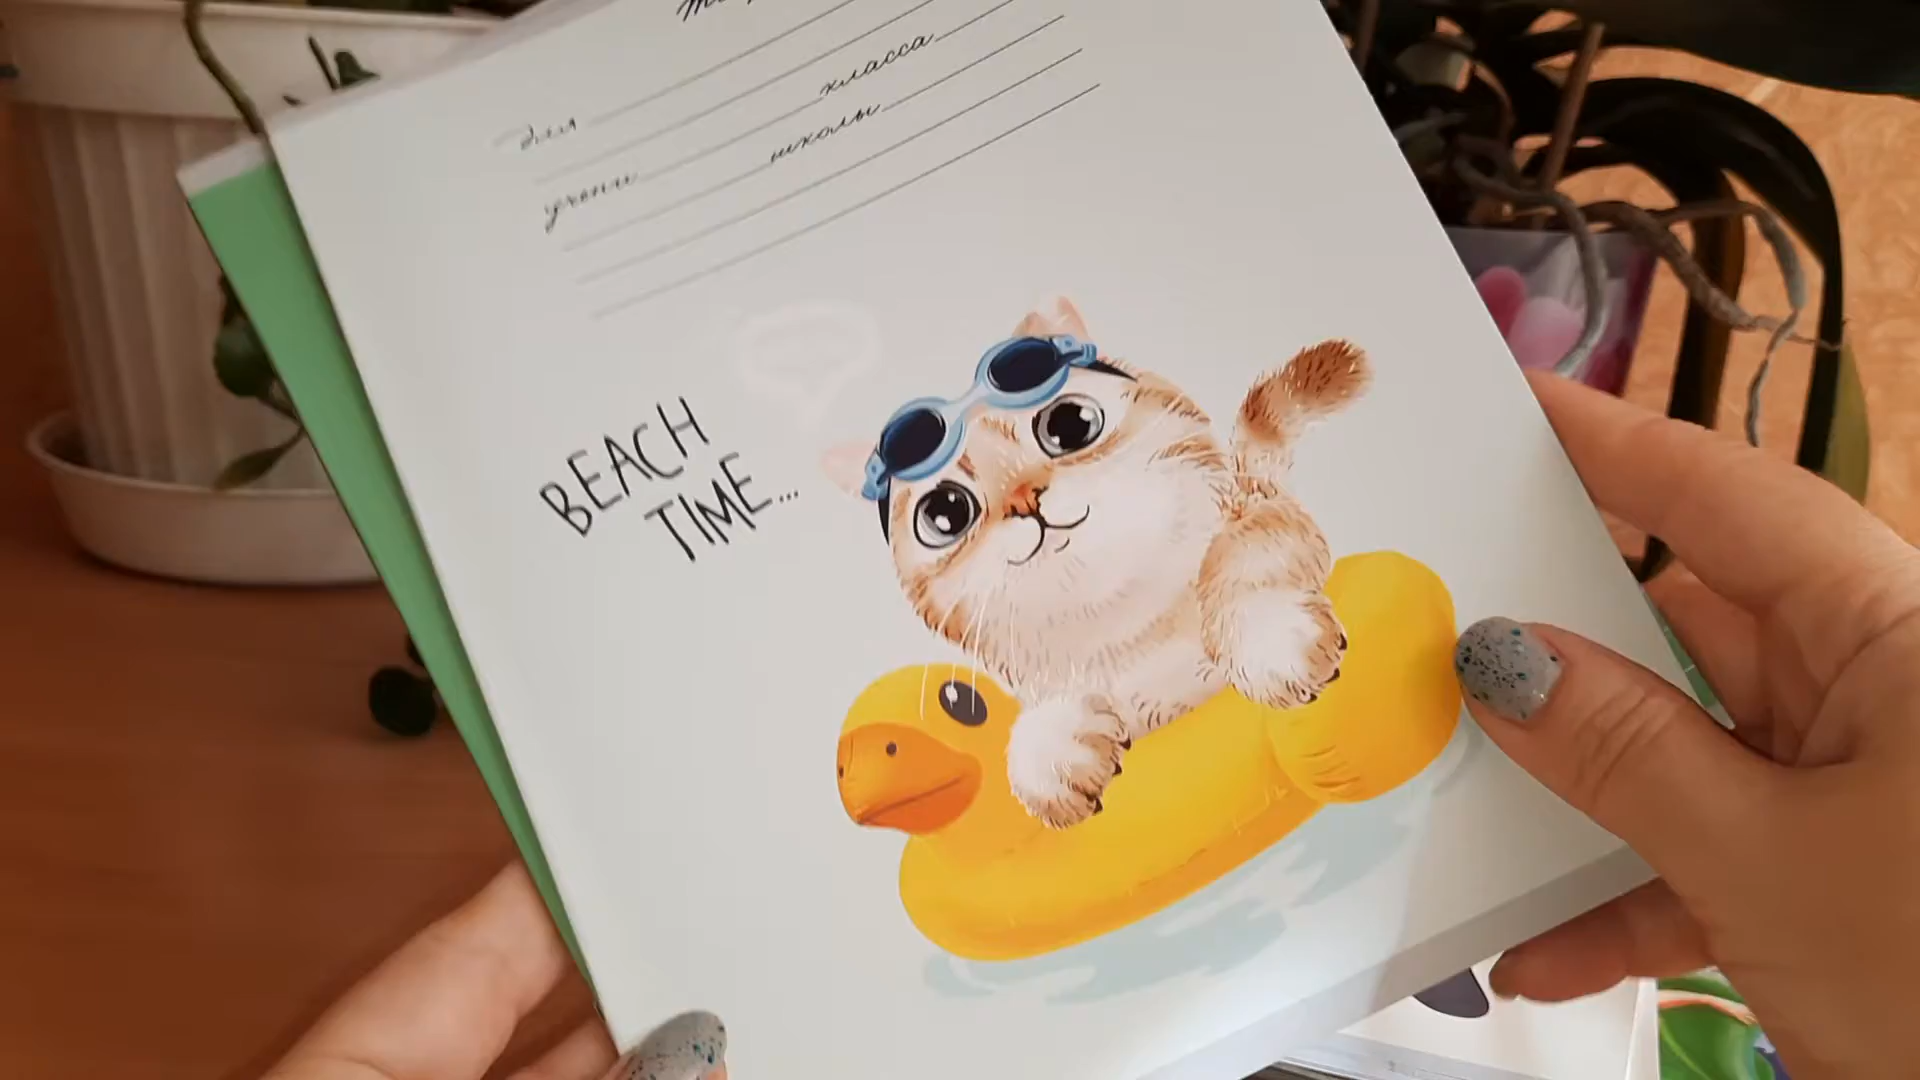 для
класса
учени
школы
BEACH
TIME...